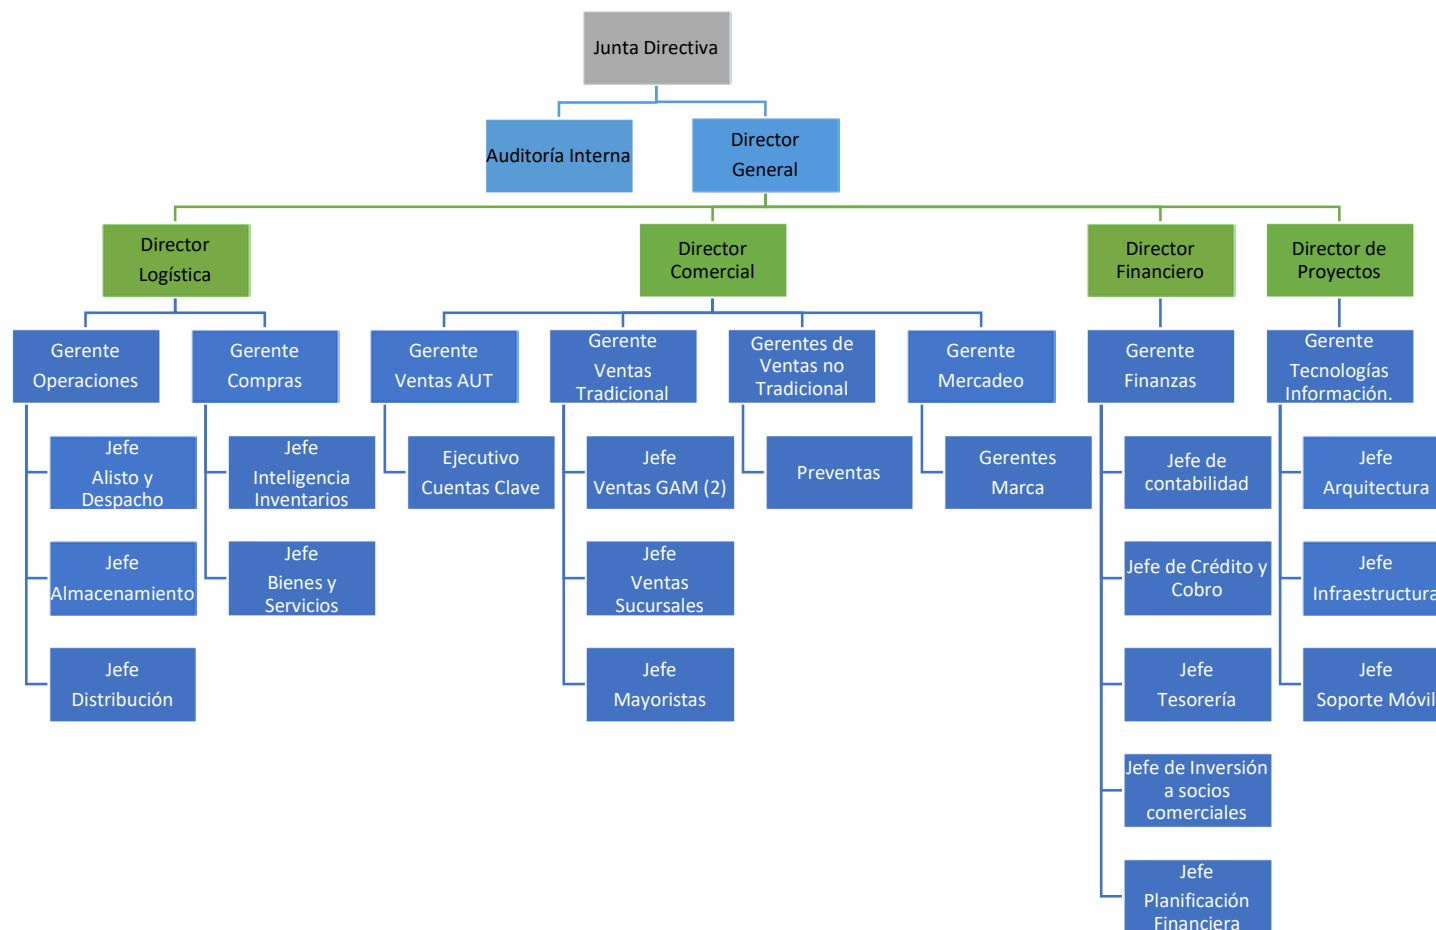 Junta Directiva
Auditoría Interna
Director
General
Director
Logística
Director
Comercial
Director
Financiero
Director de
Proyectos
Gerente
Operaciones
Gerente
Compras
Gerente
Ventas AUT
Gerente
Ventas
Tradicional
Gerentes de
Ventas no
Tradicional
Gerente
Mercadeo
Gerente
Finanzas
Gerente
Tecnologías
Información.
Jefe
Alisto y
Despacho
Jefe
Inteligencia
Inventarios
Ejecutivo
Cuentas Clave
Jefe
Ventas GAM (2)
Preventas
Gerentes
Marca
Jefe de
contabilidad
Jefe
Arquitectura
Jefe
Almacenamiento
Jefe
Bienes y
Servicios
Jefe
Ventas
Sucursales
Jefe de Crédito y
Cobro
Jefe
Infraestructura
Jefe
Distribución
Jefe
Mayoristas
Jefe
Tesorería
Jefe
Soporte Móvil
Jefe de Inversión
a socios
comerciales
Jefe
Planificación
Financiera